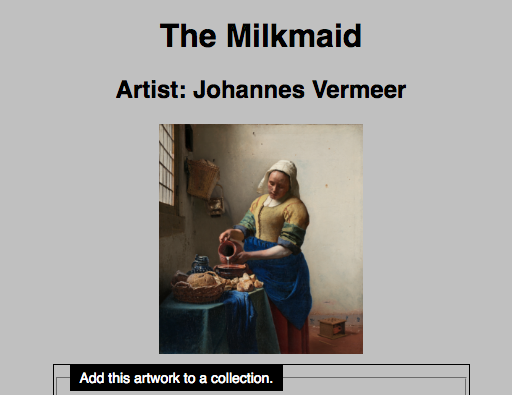 The Milkmaid
Artist: Johannes Vermeer
Add this artwork to a collection.